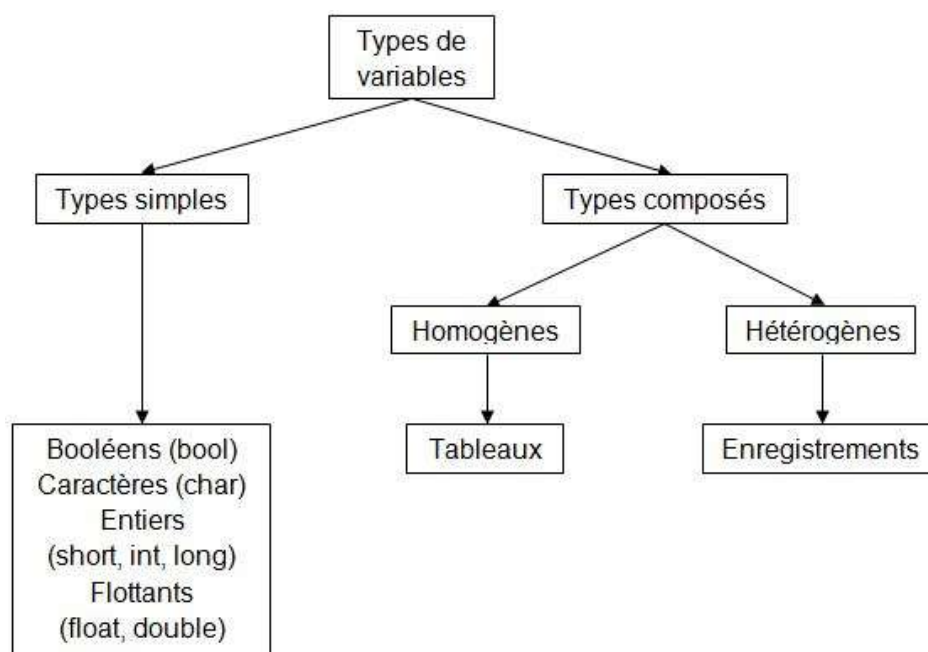 Types de
variables
Types simples
Types composés
Homogènes
Hétérogènes
Booléens (bool)
Caractères (char)
Entiers
(short, int, long)
Flottants
(float, double)
Tableaux
Enregistrements